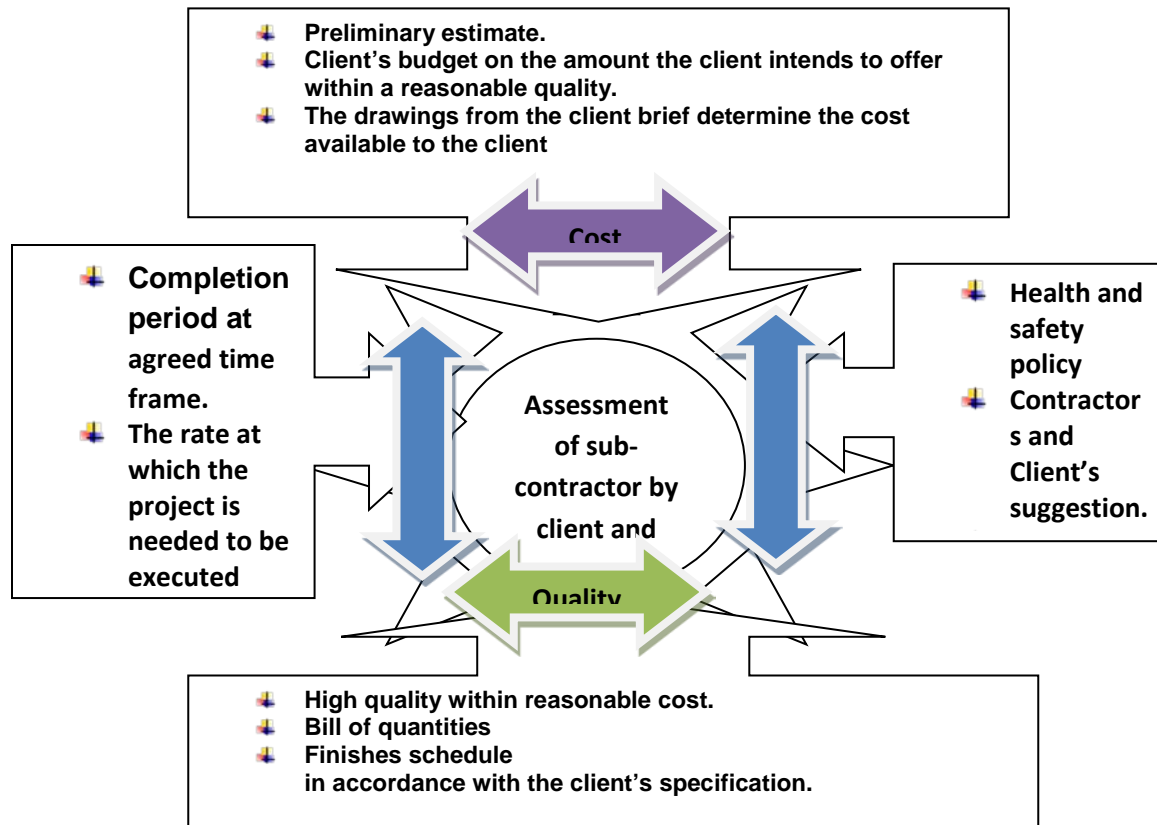 Preliminary estimate.
Client's budget on the amount the client intends to offer
within a reasonable quality.
The drawings from the client brief determine the cost
available to the client
Cost
Completion
period at
agreed time
frame.
The rate at
which the
project is
needed to be
executed
Assessment
of sub-
contractor by
client and
Health and
safety
policy
Contractor
s and
Client's
suggestion.
Quality
High quality within reasonable cost.
Bill of quantities
Finishes schedule
in accordance with the client's specification.